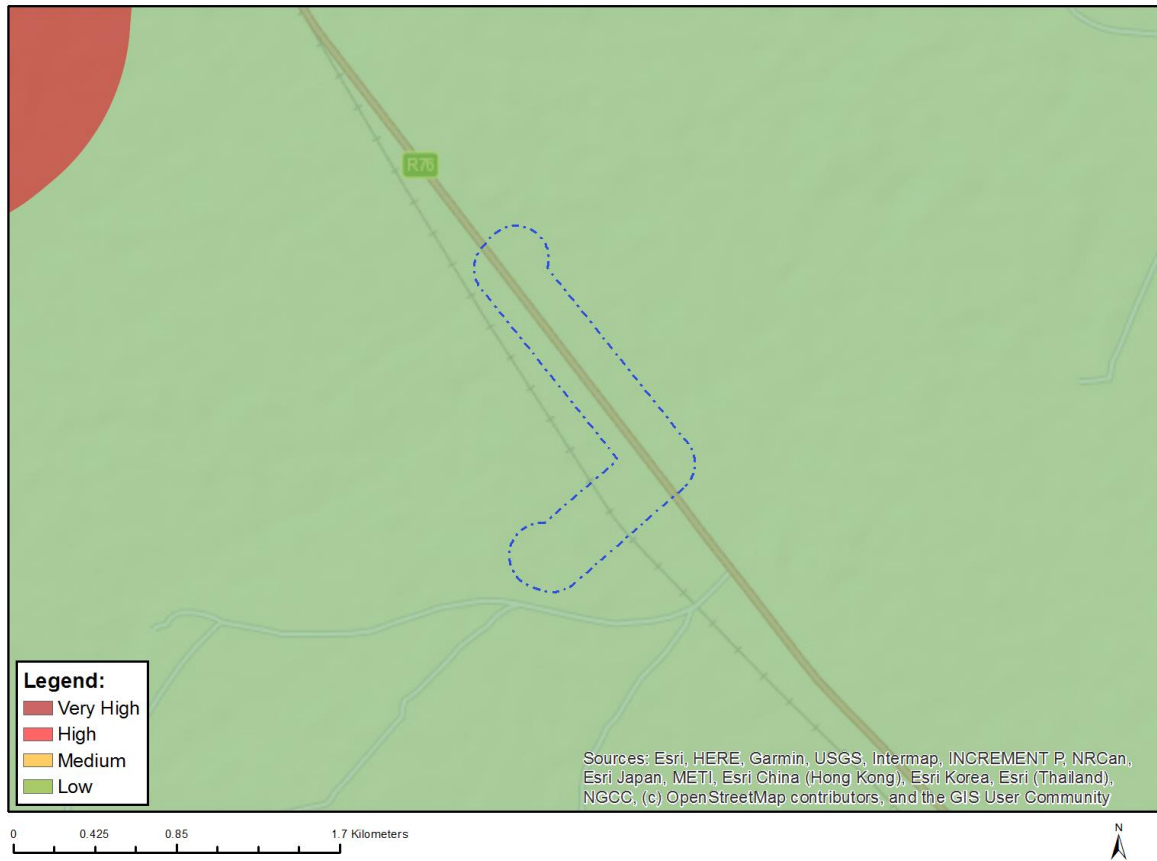 R76
Legend:
Very High
High
Medium
Low
Sources: Esri, HERE, Garmin, USGS, Intermap, INCREMENT P, NRCan,
Esri Japan, METI, Esri China (Hong Kong), Esri Korea, Esri (Thailand),
NGCC, (c) OpenStreetMap contributors, and the GIS User Community
0 0.425 0.85 1.7 Kilometers
N